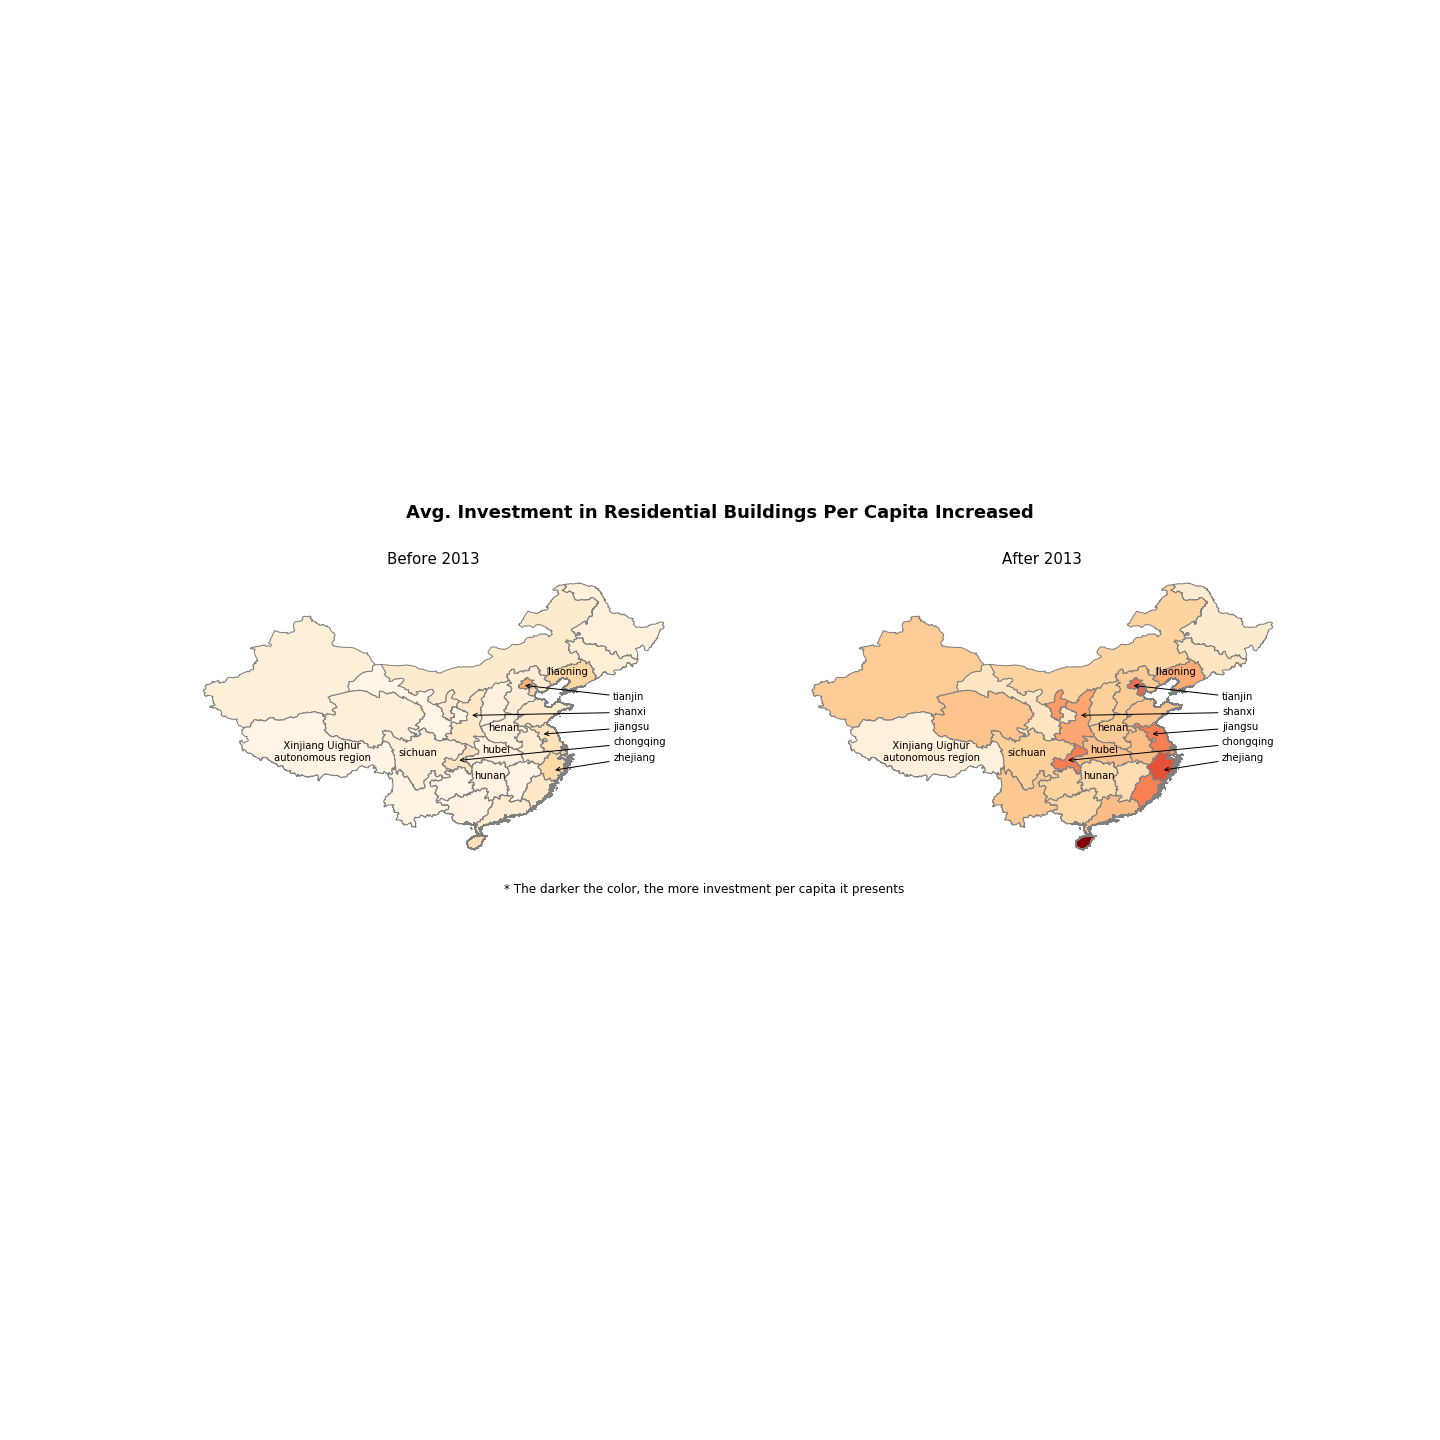 Avg. Investment in Residential Buildings Per Capita Increased
Before 2013
liaoning
tianjin
shanxi
jiangsu
henan
chongqing
Xinjiang Uighur
autonomous region
sichuan
hubei
zhejiang
hunan
After 2013
liaoning
tianjin
shanxi
jiangsu
henan
chongqing
Xinjiang Uighur
autonomous region
sichuan
hubei
zhejiang
hunan
* The darker the color, the more investment per capita it presents